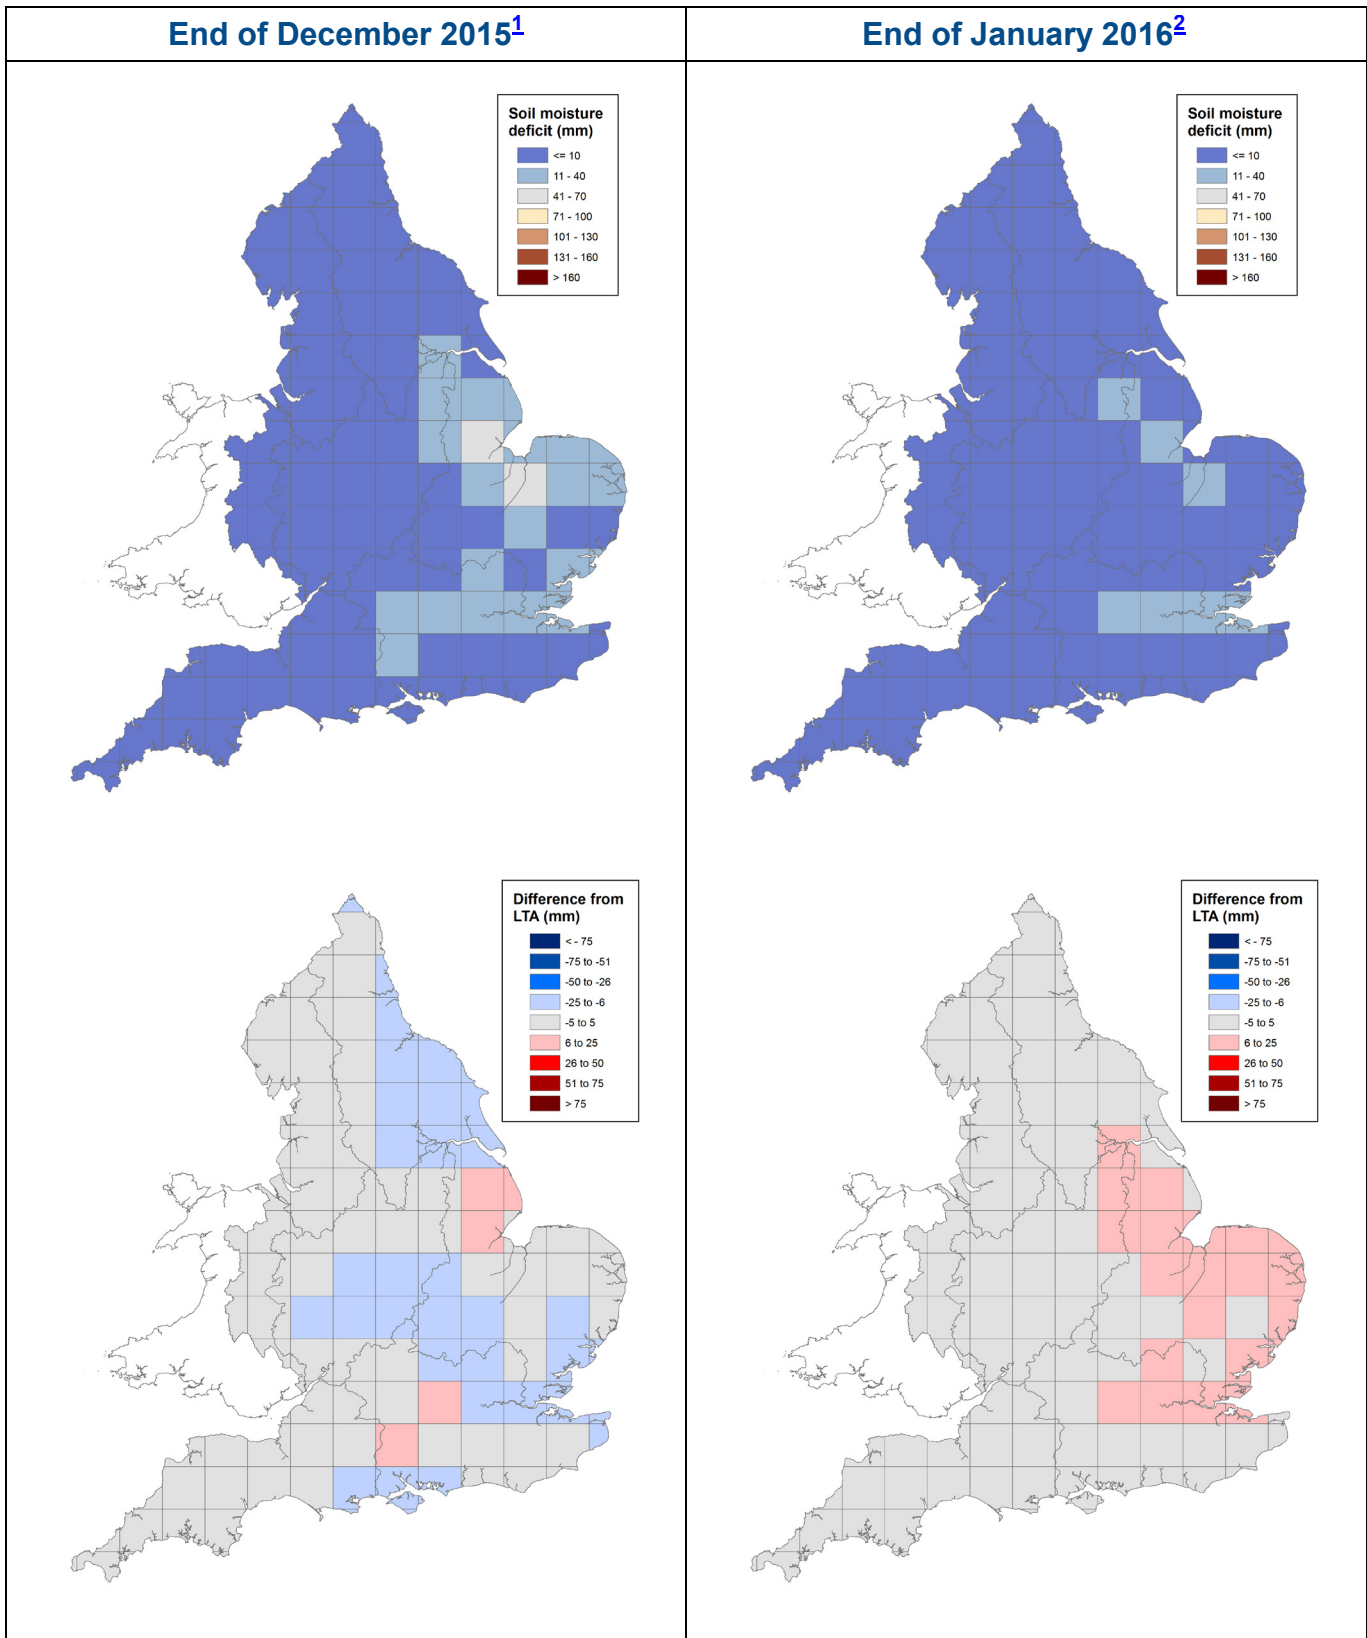 End of December 20151
End of January 20162
Soil moisture
deficit (mm)
<= 10
11 - 40
41 - 70
71 - 100
101 - 130
131 - 160
> 160
Soil moisture
deficit (mm)
<= 10
11 - 40
41 - 70
71 - 100
101 - 130
131 - 160
> 160
Difference from
LTA (mm)
< - 75
-75 to -51
-50 to -26
-25 to -6
-5 to 5
6 to 25
26 to 50
51 to 75
> 75
Difference from
LTA (mm)
< - 75
-75 to -51
-50 to -26
-25 to -6
-5 to 5
6 to 25
26 to 50
51 to 75
> 75